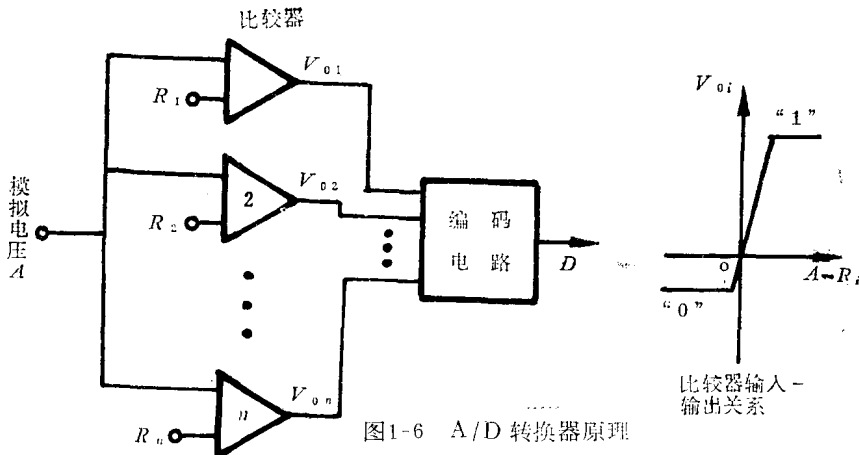 比较器
V01
R1
2
V02
R2
模拟电压
A
编码
电路
D
n
V0n
Rn
V0i
“1”
0
A-Ri
“0”
比较器输入-
输出关系
图1-6 A/D 转换器原理